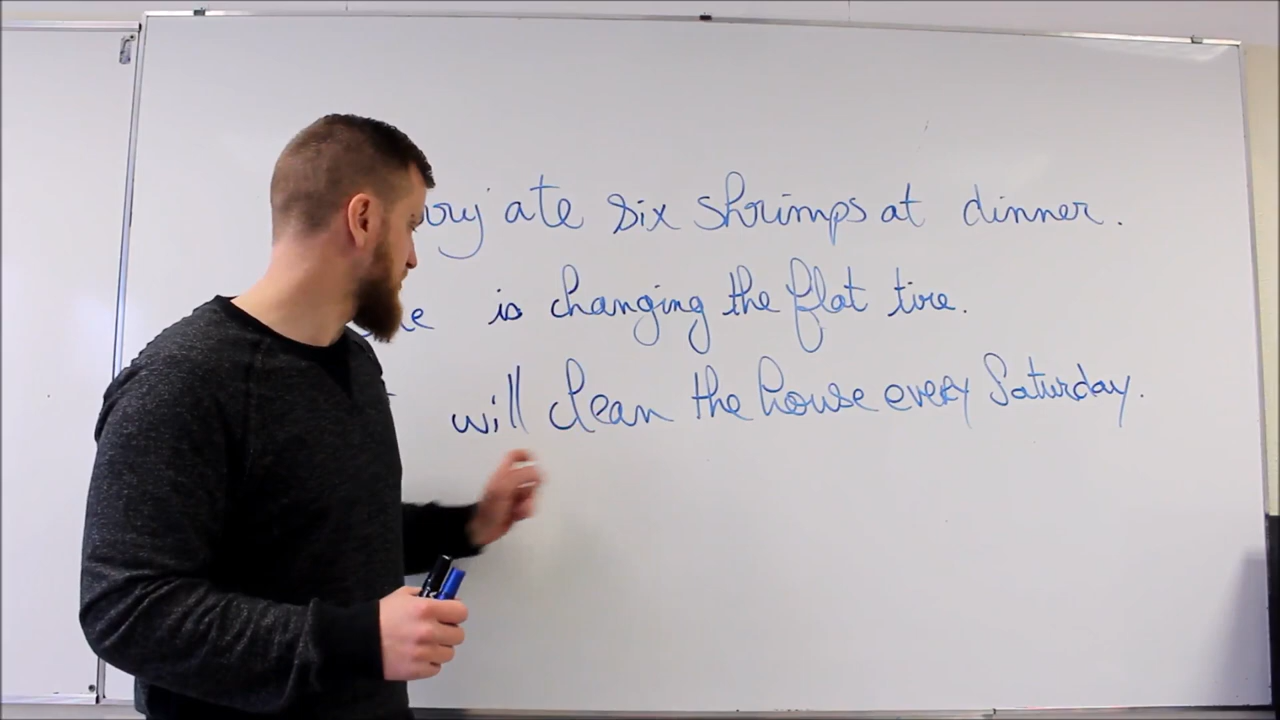 ate six shrimps at dinner.
is changing the flat tire.
will clean the house every Saturday.